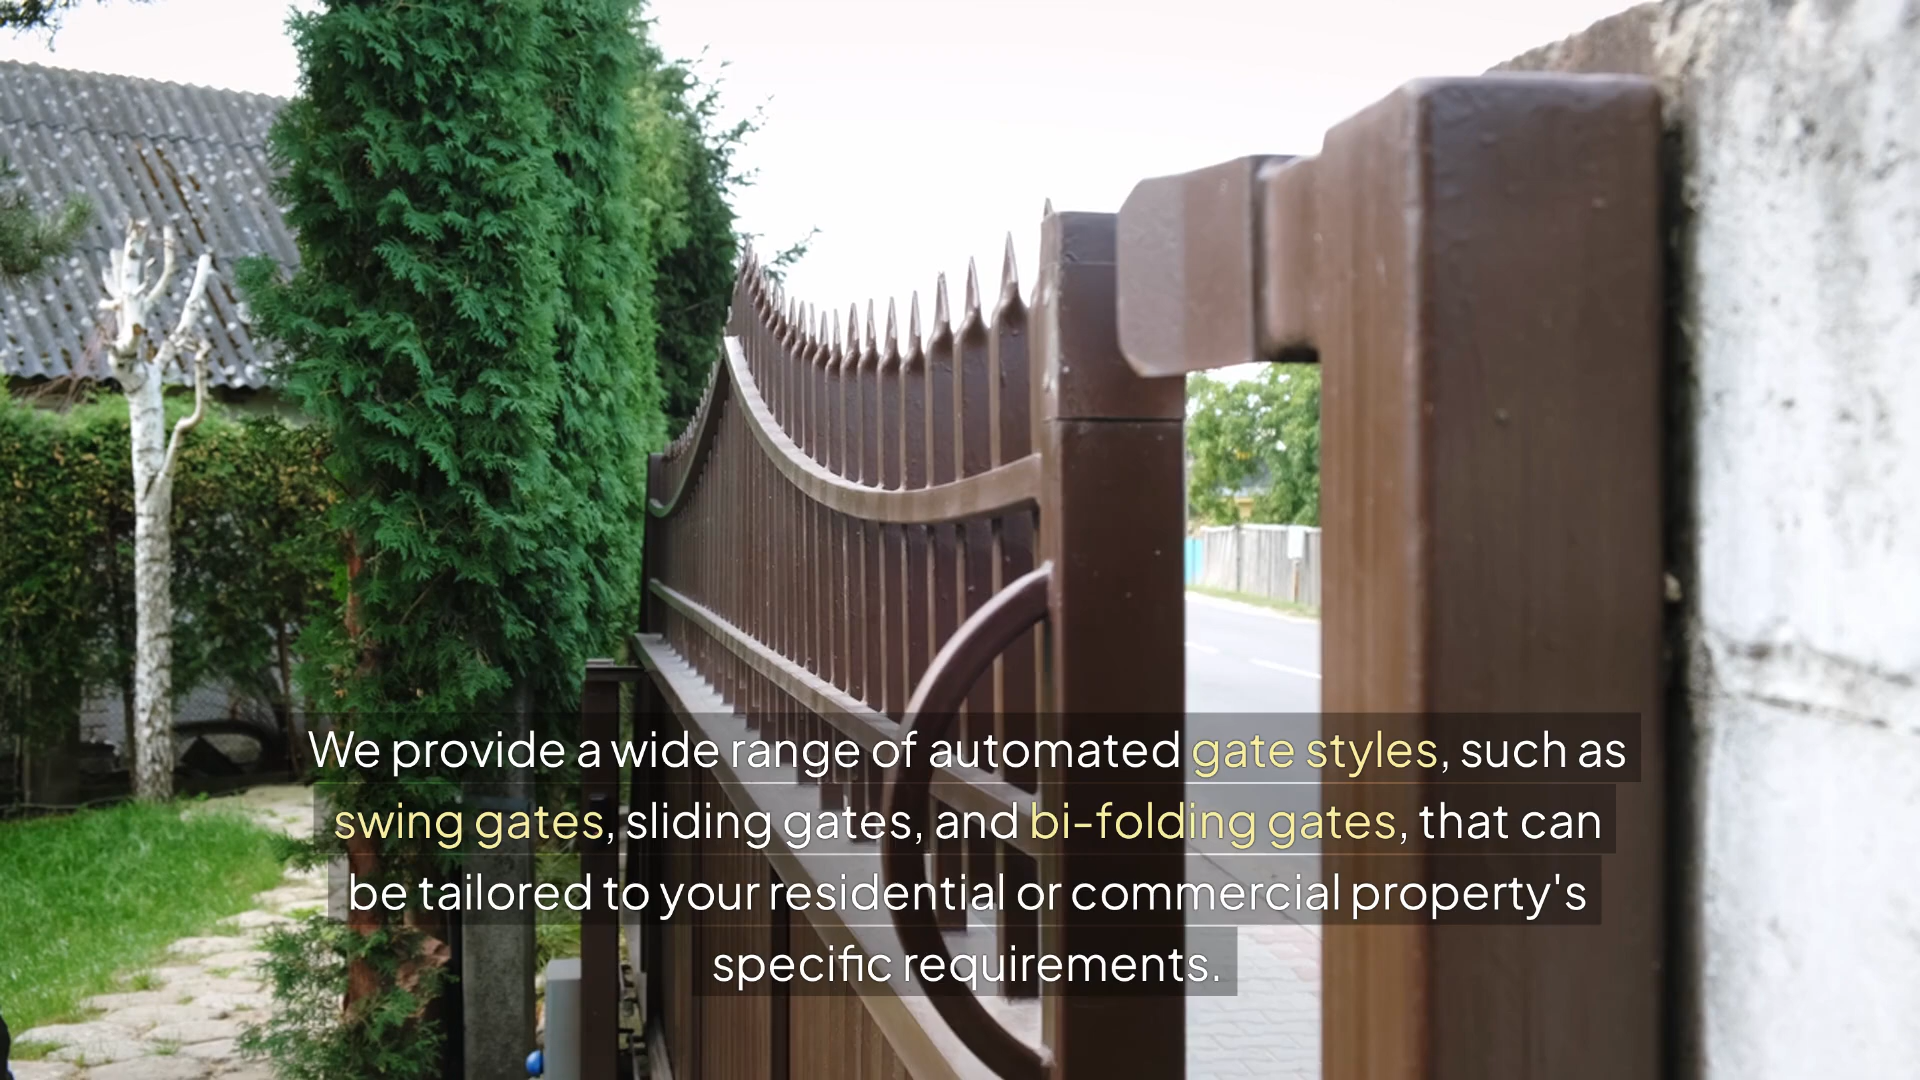 We provide a wide range of automated gate styles, such as
swing gates, sliding gates, and bi-folding gates, that can
be tailored to your residential or commercial property's
specific requirements.